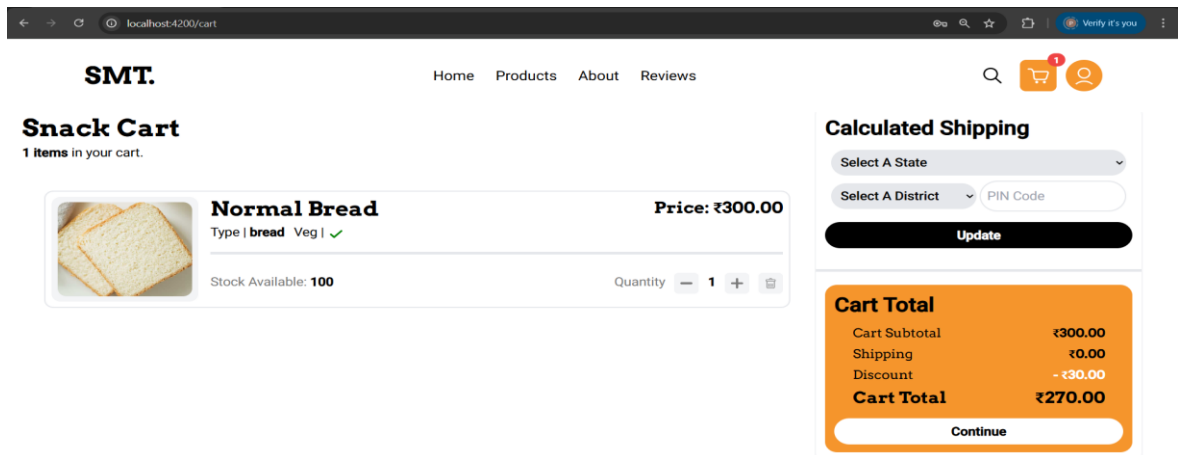 localhost:4200/cart
Verify it's you
SMT.
Home Products About Reviews
1
Snack Cart
1 items in your cart.
Normal Bread
Price: ₹300.00
Type | bread Veg |
Stock Available: 100
Quantity 1
Calculated Shipping
Select A State
Select A District
PIN Code
Update
Cart Total
Cart Subtotal ₹300.00
Shipping ₹0.00
Discount - ₹30.00
Cart Total ₹270.00
Continue